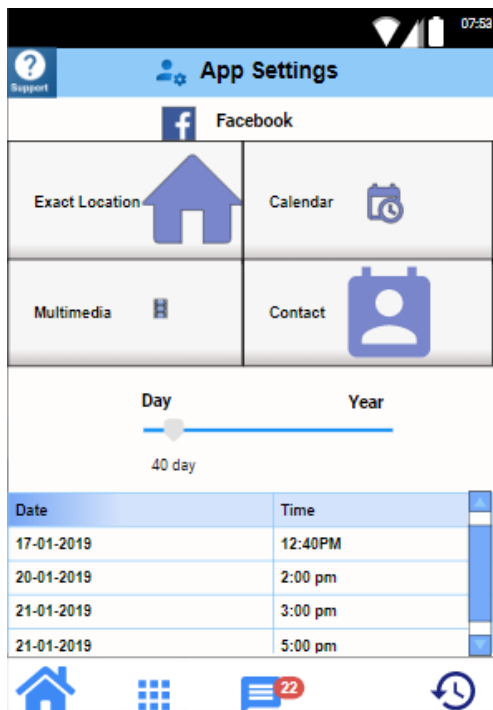 07:53
?
Support
App Settings
f Facebook
Exact Location Calendar
Multimedia Contact
Day Year
40 day
Date Time
17-01-2019 12:40PM
20-01-2019 2:00 pm
21-01-2019 3:00 pm
21-01-2019 5:00 pm
22